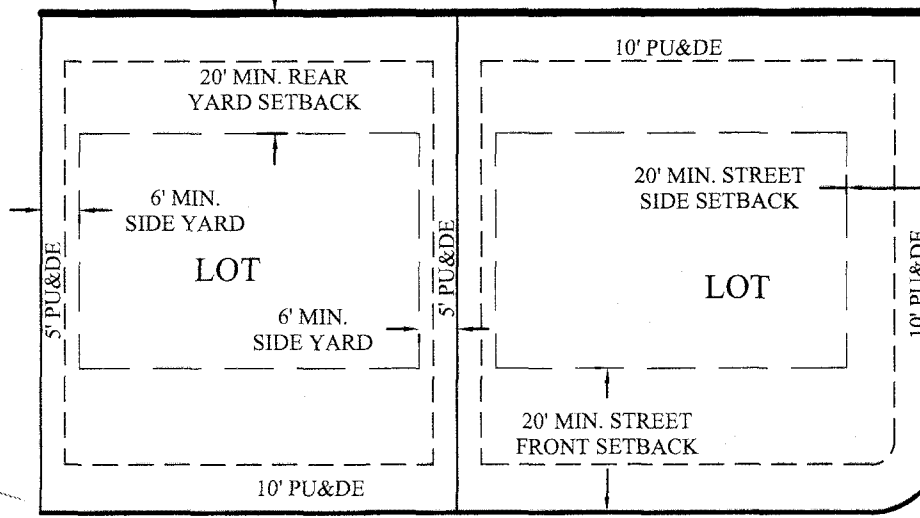 10' PU&DE
20' MIN. REAR
YARD SETBACK
20' MIN. STREET
SIDE SETBACK
6' MIN.
SIDE YARD
5' PU&DE
LOT
5' PU&DE
LOT
10' PU&DE
6' MIN.
SIDE YARD
20' MIN. STREET
FRONT SETBACK
10' PU&DE